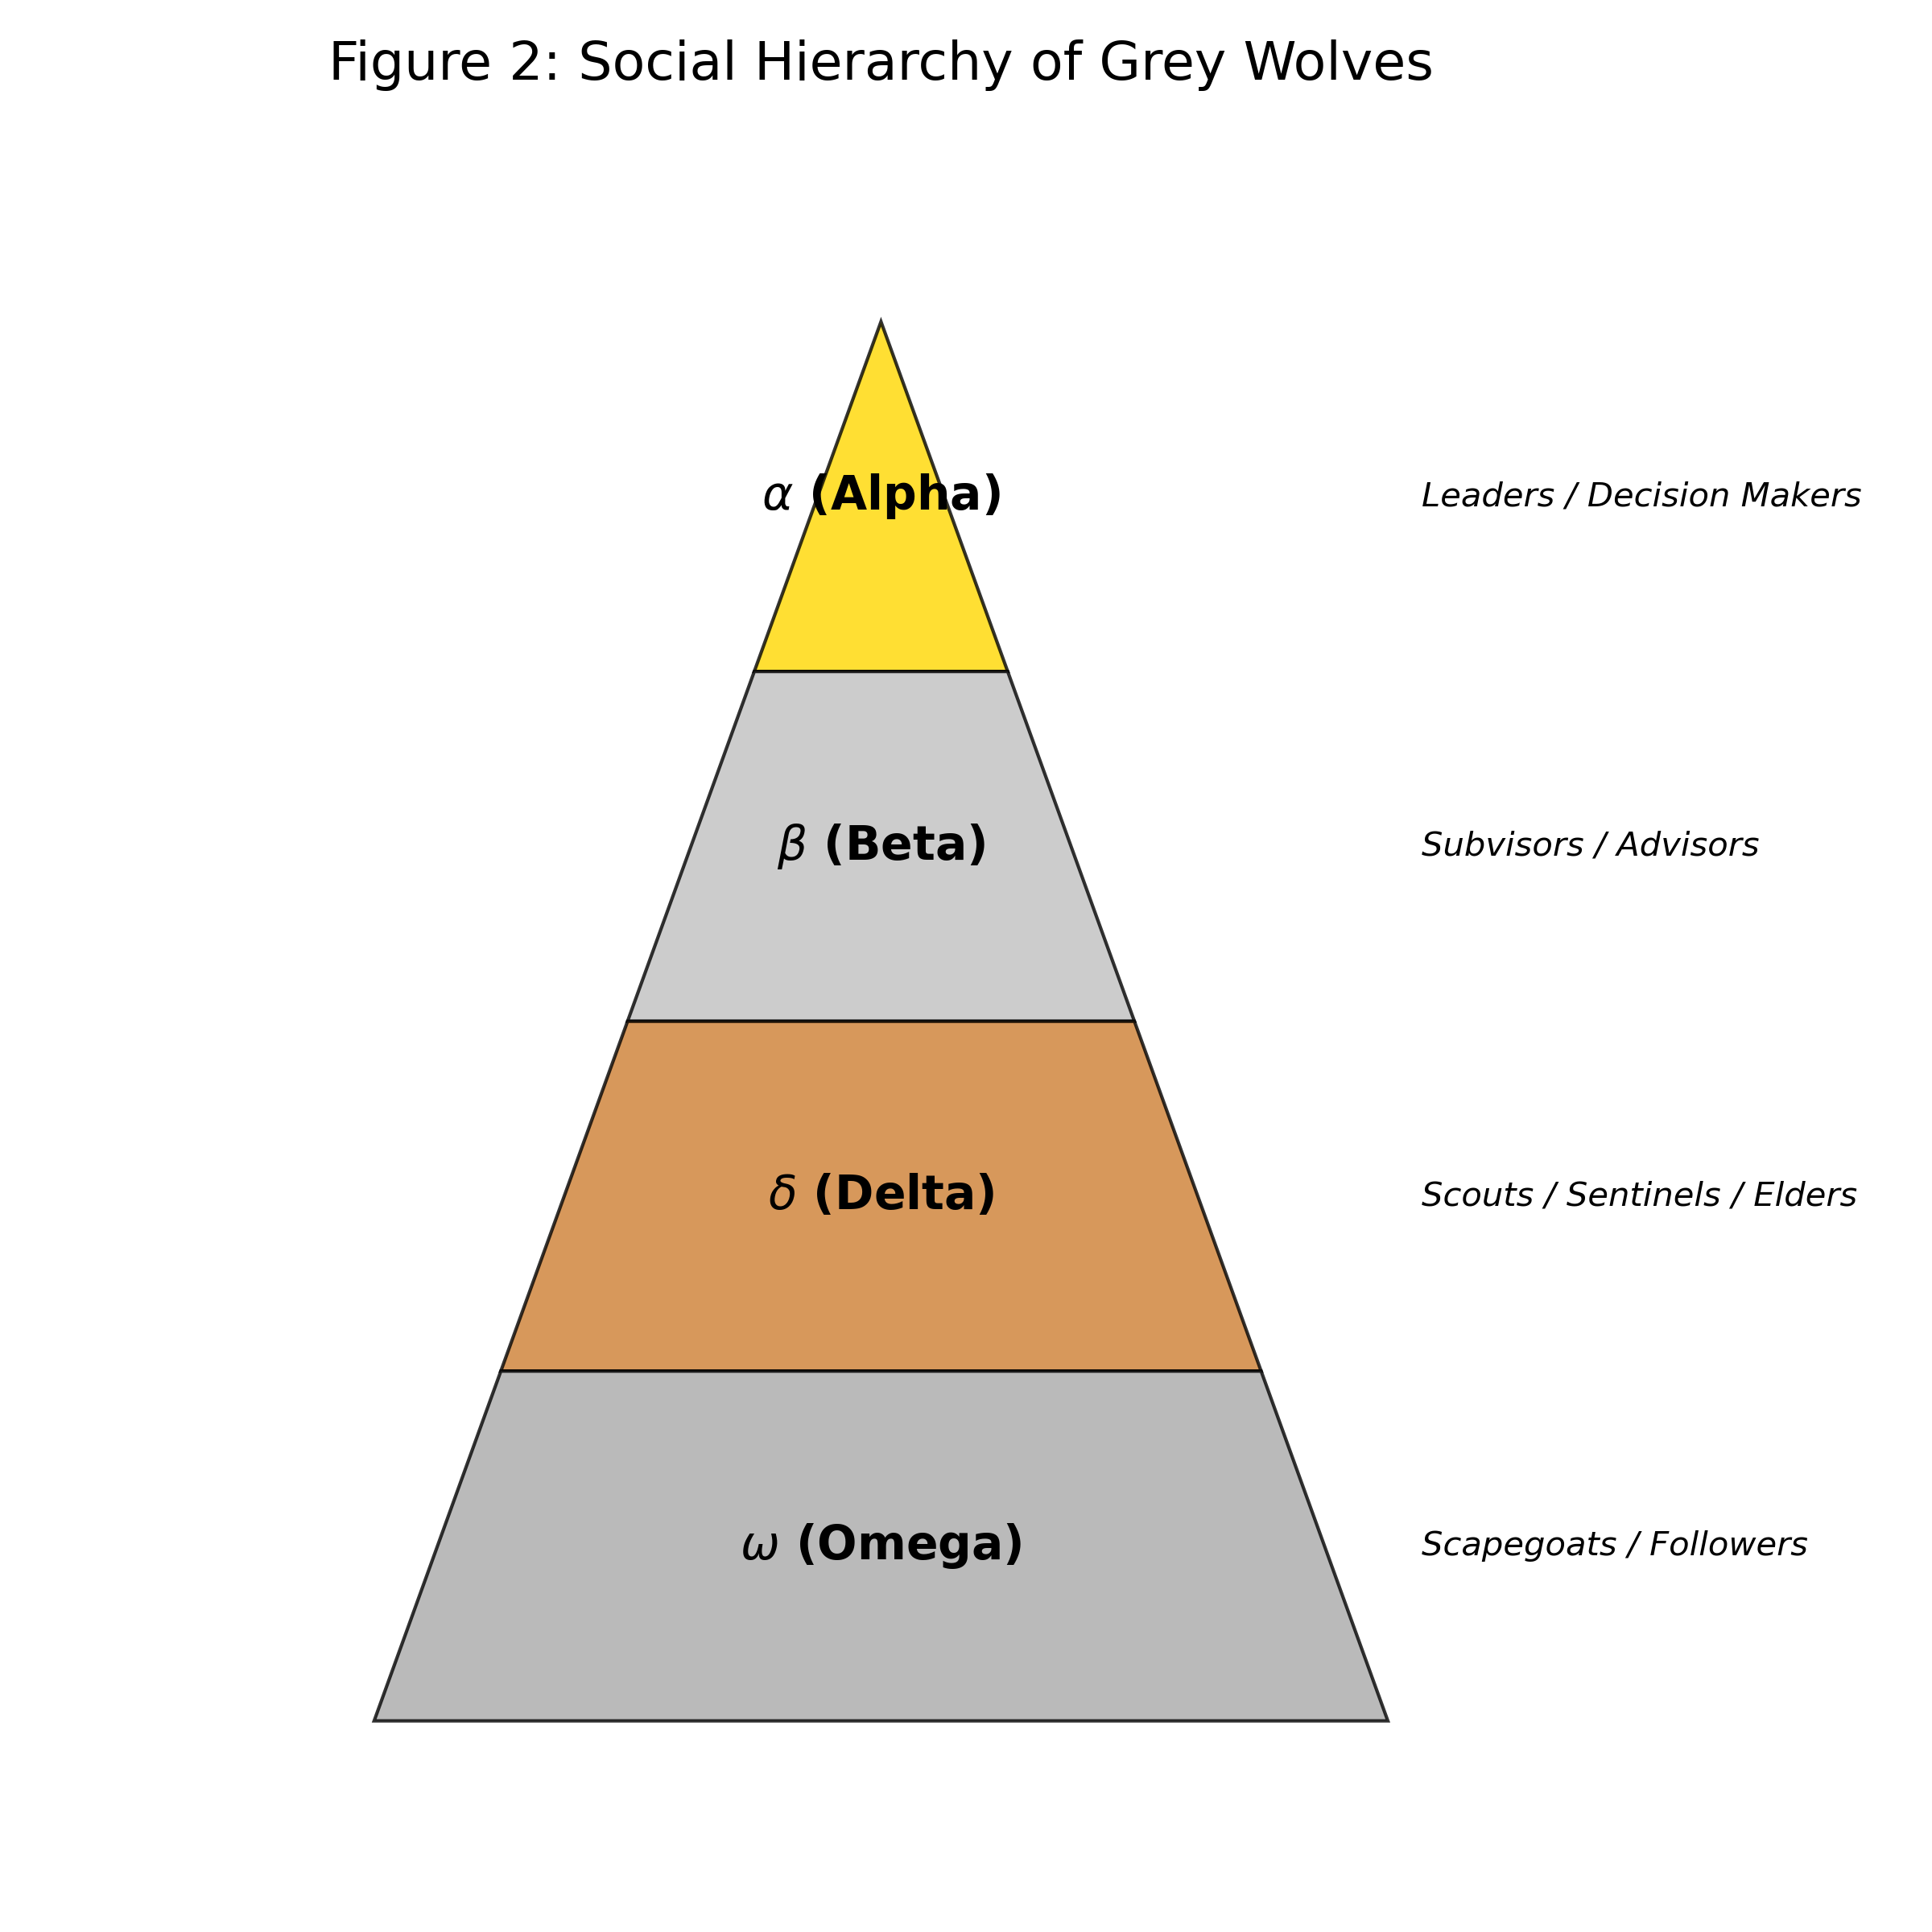 Figure 2: Social Hierarchy of Grey Wolves
α (Alpha)
Leaders / Decision Makers
β (Beta)
Subvisors / Advisors
δ (Delta)
Scouts / Sentinels / Elders
ω (Omega)
Scapegoats / Followers